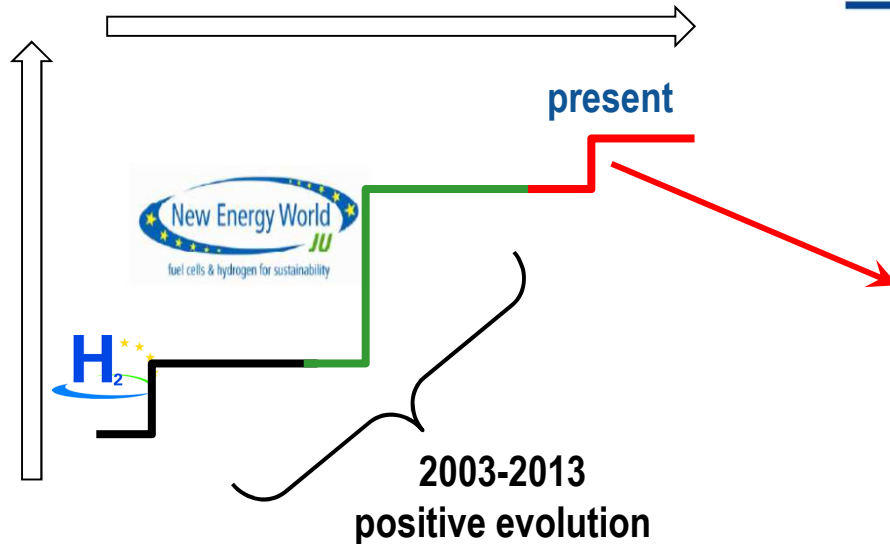 present
New Energy World
JU
fuel cells & hydrogen for sustainability
H2
2003-2013
positive evolution